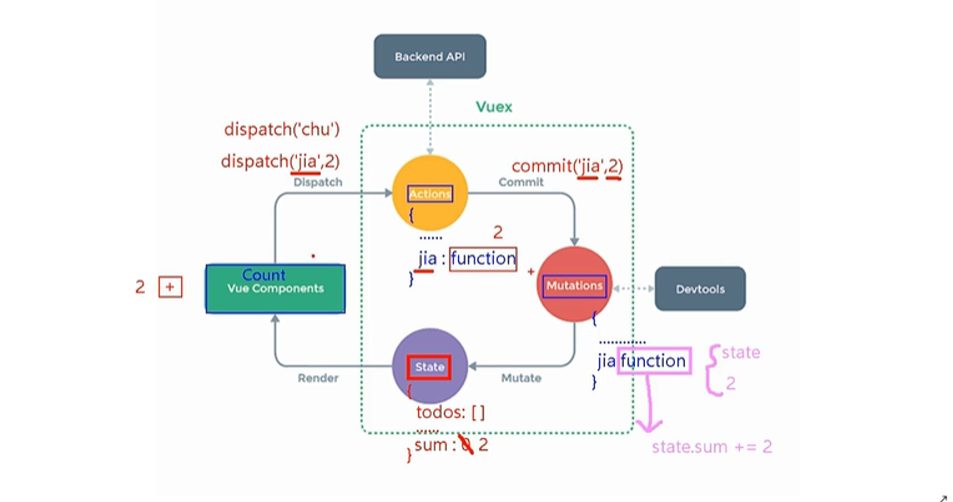 Backend API
Vuex
dispatch('chu')
dispatch('jia',2)
commit('jia',2)
Dispatch
Commit
Actions
{
......
2
jia : function
}
+
Count
Vue Components
2 +
Mutations
Devtools
{
............
jia function
}
{ state
2
State
Render
Mutate
{
todos: [ ]
.....
sum : 0 2
}
state.sum += 2